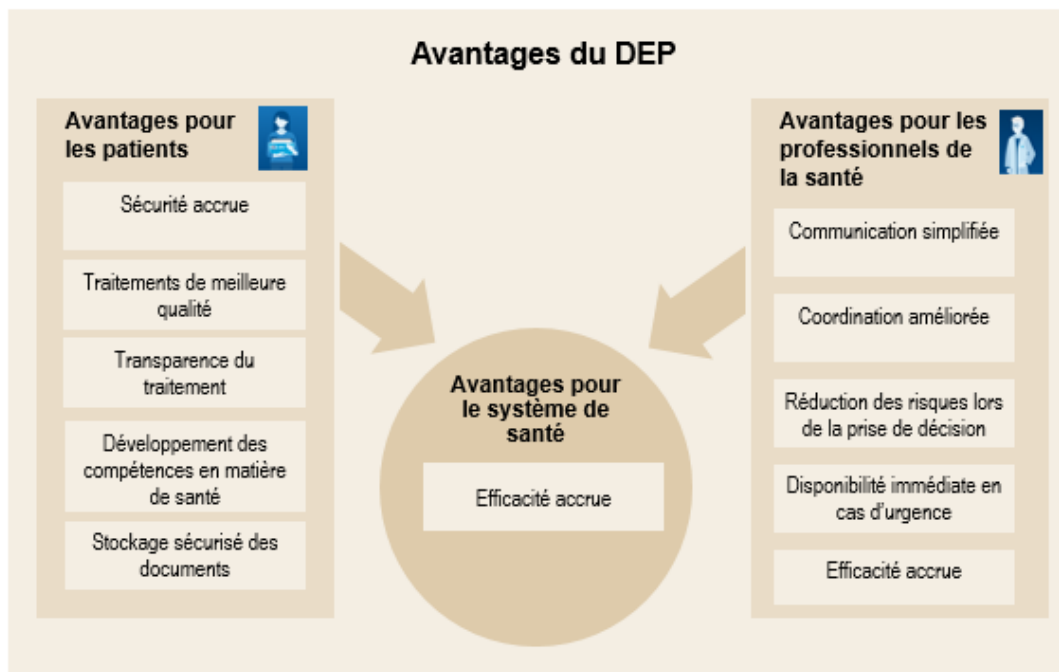 Avantages du DEP
Avantages pour
les patients
Sécurité accrue
Traitements de meilleure
qualité
Transparence du
traitement
Développement des
compétences en matière
de santé
Stockage sécurisé des
documents
Avantages pour
le système de
santé
Efficacité accrue
Avantages pour les
professionnels de
la santé
Communication simplifiée
Coordination améliorée
Réduction des risques lors
de la prise de décision
Disponibilité immédiate en
cas d'urgence
Efficacité accrue